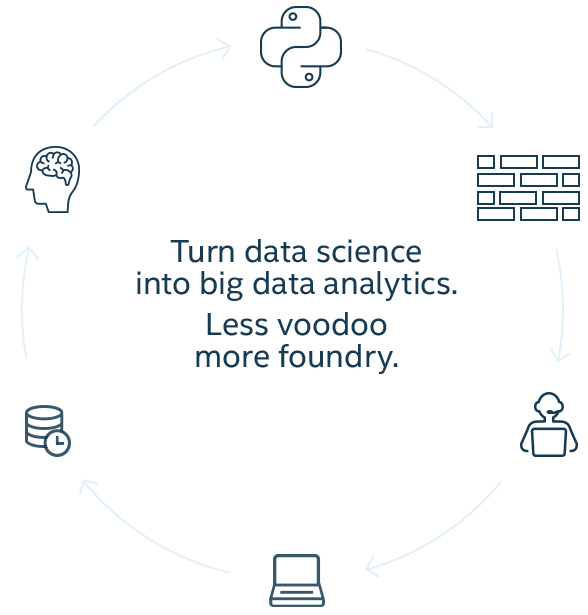 Turn data science
into big data analytics.
Less voodoo
more foundry.